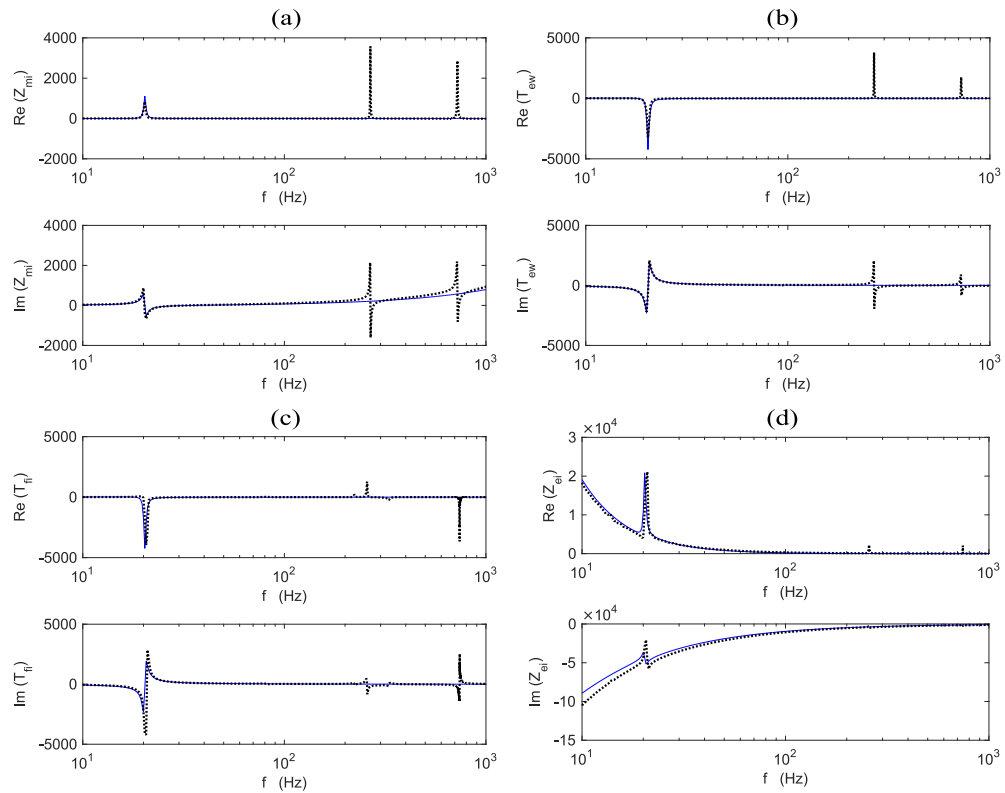 (a)
4000
2000
0
-2000
Re (Z_mi)
10^1
10^2
10^3
f (Hz)
4000
2000
0
-2000
Im (Z_mi)
10^1
10^2
10^3
f (Hz)
(b)
5000
0
-5000
Re (T_ew)
10^1
10^2
10^3
f (Hz)
5000
0
-5000
Im (T_ew)
10^1
10^2
10^3
f (Hz)
(c)
5000
0
-5000
Re (T_fi)
10^1
10^2
10^3
f (Hz)
5000
0
-5000
Im (T_fi)
10^1
10^2
10^3
f (Hz)
(d)
×10^4
3
2
1
0
Re (Z_ei)
10^1
10^2
10^3
f (Hz)
×10^4
0
-5
-10
-15
Im (Z_ei)
10^1
10^2
10^3
f (Hz)